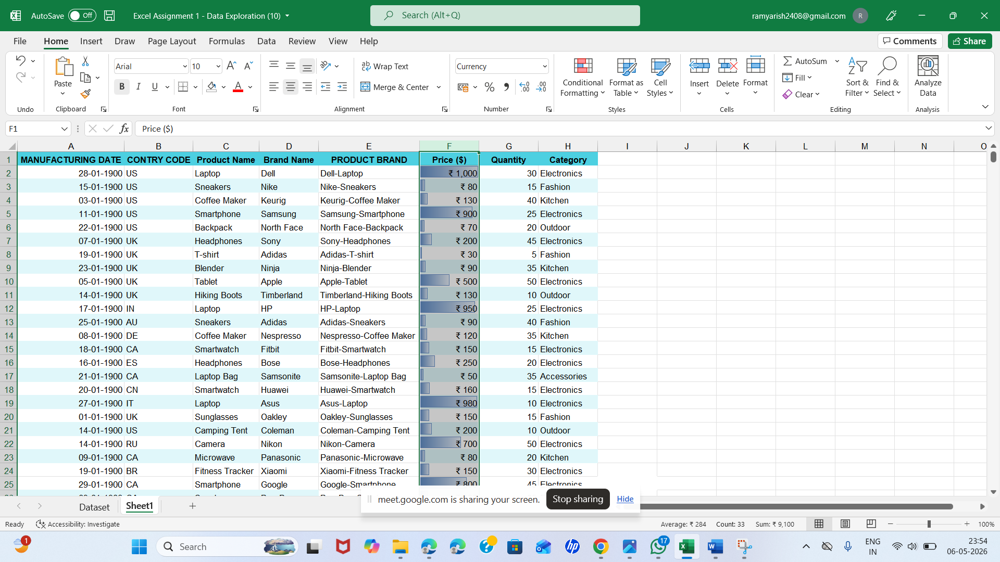 AutoSave Off Excel Assignment 1 - Data Exploration (10) Search (Alt+Q) ramyarish2408@gmail.com R
File Home Insert Draw Page Layout Formulas Data Review View Help Comments Share
Paste Arial 10 Wrap Text Currency Conditional Formatting Format as Table Cell Styles Insert Delete Format AutoSum Fill Clear Sort & Filter Find & Select Analyze Data
B I U A Merge & Center % 9
Undo Clipboard Font Alignment Number Styles Cells Editing Analysis
F1 fx Price ($)
A B C D E F G H I J K L M N O
1 MANUFACTURING DATE CONTRY CODE Product Name Brand Name PRODUCT BRAND Price ($) Quantity Category
2 28-01-1900 US Laptop Dell Dell-Laptop ₹ 1,000 30 Electronics
3 15-01-1900 US Sneakers Nike Nike-Sneakers ₹ 80 15 Fashion
4 03-01-1900 US Coffee Maker Keurig Keurig-Coffee Maker ₹ 130 40 Kitchen
5 11-01-1900 US Smartphone Samsung Samsung-Smartphone ₹ 900 25 Electronics
6 22-01-1900 US Backpack North Face North Face-Backpack ₹ 70 20 Outdoor
7 07-01-1900 UK Headphones Sony Sony-Headphones ₹ 200 45 Electronics
8 19-01-1900 UK T-shirt Adidas Adidas-T-shirt ₹ 30 5 Fashion
9 23-01-1900 UK Blender Ninja Ninja-Blender ₹ 90 35 Kitchen
10 05-01-1900 UK Tablet Apple Apple-Tablet ₹ 500 50 Electronics
11 14-01-1900 UK Hiking Boots Timberland Timberland-Hiking Boots ₹ 130 10 Outdoor
12 17-01-1900 IN Laptop HP HP-Laptop ₹ 950 25 Electronics
13 25-01-1900 AU Sneakers Adidas Adidas-Sneakers ₹ 90 40 Fashion
14 08-01-1900 DE Coffee Maker Nespresso Nespresso-Coffee Maker ₹ 120 35 Kitchen
15 18-01-1900 CA Smartwatch Fitbit Fitbit-Smartwatch ₹ 150 15 Electronics
16 16-01-1900 ES Headphones Bose Bose-Headphones ₹ 250 20 Electronics
17 21-01-1900 CA Laptop Bag Samsonite Samsonite-Laptop Bag ₹ 50 35 Accessories
18 20-01-1900 CN Smartwatch Huawei Huawei-Smartwatch ₹ 160 15 Electronics
19 27-01-1900 IT Laptop Asus Asus-Laptop ₹ 980 10 Electronics
20 01-01-1900 UK Sunglasses Oakley Oakley-Sunglasses ₹ 150 15 Fashion
21 14-01-1900 US Camping Tent Coleman Coleman-Camping Tent ₹ 200 10 Outdoor
22 14-01-1900 RU Camera Nikon Nikon-Camera ₹ 700 50 Electronics
23 09-01-1900 CA Microwave Panasonic Panasonic-Microwave ₹ 80 20 Kitchen
24 19-01-1900 BR Fitness Tracker Xiaomi Xiaomi-Fitness Tracker ₹ 150 30 Electronics
25 29-01-1900 CA Smartphone Google Google-Smartphone ₹ 800 45 Electronics
meet.google.com is sharing your screen. Stop sharing Hide
Dataset Sheet1
Ready Accessibility: Investigate Average: ₹ 284 Count: 33 Sum: ₹ 9,100 100%
1 Search hp 17 ENG IN 23:54
06-05-2026